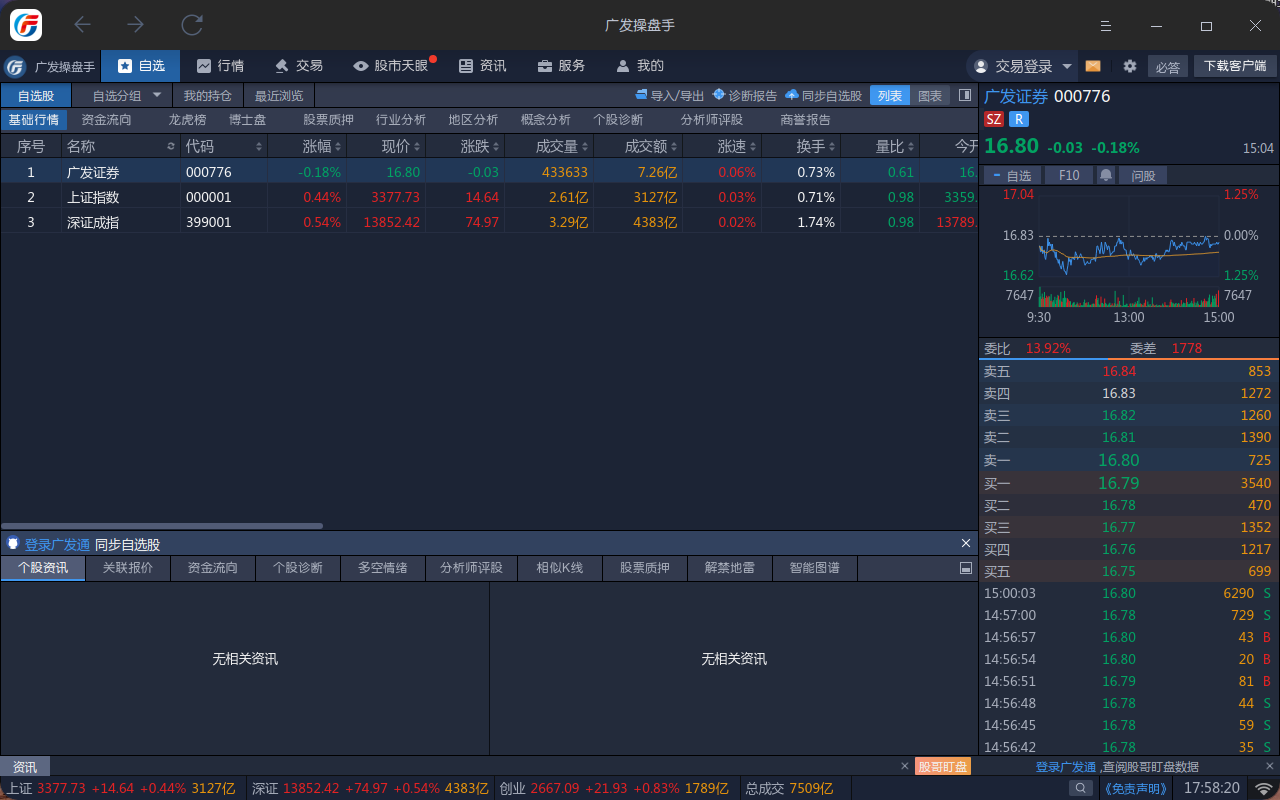 广发操盘手
广发操盘手 自选 行情 交易 股市天眼 资讯 服务 我的 交易登录 必答 下载客户端
自选股 自选分组 我的持仓 最近浏览 导入/导出 诊断报告 同步自选股 列表 图表
基础行情 资金流向 龙虎榜 博士盘 股票质押 行业分析 地区分析 概念分析 个股诊断 分析师评股 商誉报告
序号 名称 代码 涨幅 现价 涨跌 成交量 成交额 涨速 换手 量比 今开
1 广发证券 000776 -0.18% 16.80 -0.03 433633 7.26亿 0.06% 0.73% 0.61 16.
2 上证指数 000001 0.44% 3377.73 14.64 2.61亿 3127亿 0.03% 0.71% 0.98 3359.
3 深证成指 399001 0.54% 13852.42 74.97 3.29亿 4383亿 0.02% 1.74% 0.98 13789.
登录广发通 同步自选股
个股资讯 关联报价 资金流向 个股诊断 多空情绪 分析师评股 相似K线 股票质押 解禁地雷 智能图谱
无相关资讯 无相关资讯
广发证券 000776
SZ R
16.80 -0.03 -0.18% 15:04
自选 F10 问股
17.04 1.25%
16.83 0.00%
16.62 1.25%
7647 7647
9:30 13:00 15:00
委比 13.92% 委差 1778
卖五 16.84 853
卖四 16.83 1272
卖三 16.82 1260
卖二 16.81 1390
卖一 16.80 725
买一 16.79 3540
买二 16.78 470
买三 16.77 1352
买四 16.76 1217
买五 16.75 699
15:00:03 16.80 6290 S
14:57:00 16.78 729 S
14:56:57 16.80 43 B
14:56:54 16.80 20 B
14:56:51 16.79 81 B
14:56:48 16.78 44 S
14:56:45 16.78 59 S
14:56:42 16.78 35 S
资讯 股哥盯盘 登录广发通 ,查阅股哥盯盘数据
上证 3377.73 +14.64 +0.44% 3127亿 深证 13852.42 +74.97 +0.54% 4383亿 创业 2667.09 +21.93 +0.83% 1789亿 总成交 7509亿 《免责声明》 17:58:20